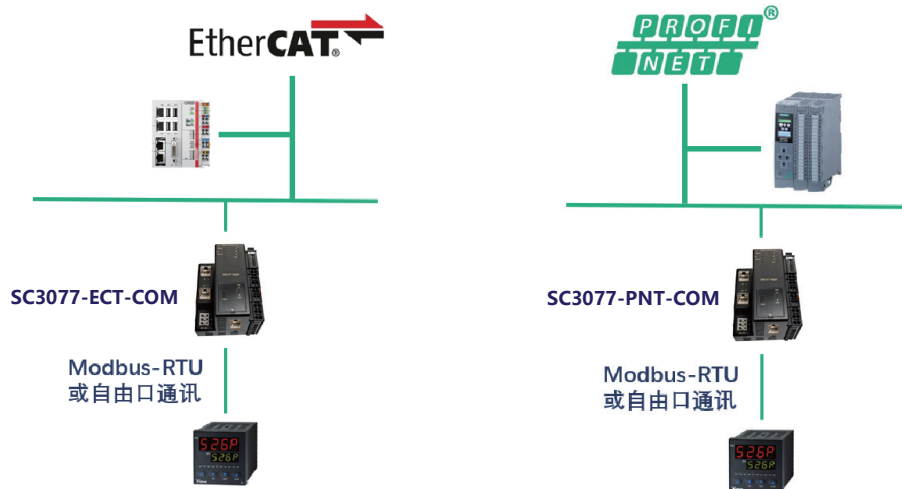 EtherCAT®
PROFI®
NET
SC3077-ECT-COM
SC3077-PNT-COM
Modbus-RTU
或自由口通讯
Modbus-RTU
或自由口通讯
526P
526P
526P
526P